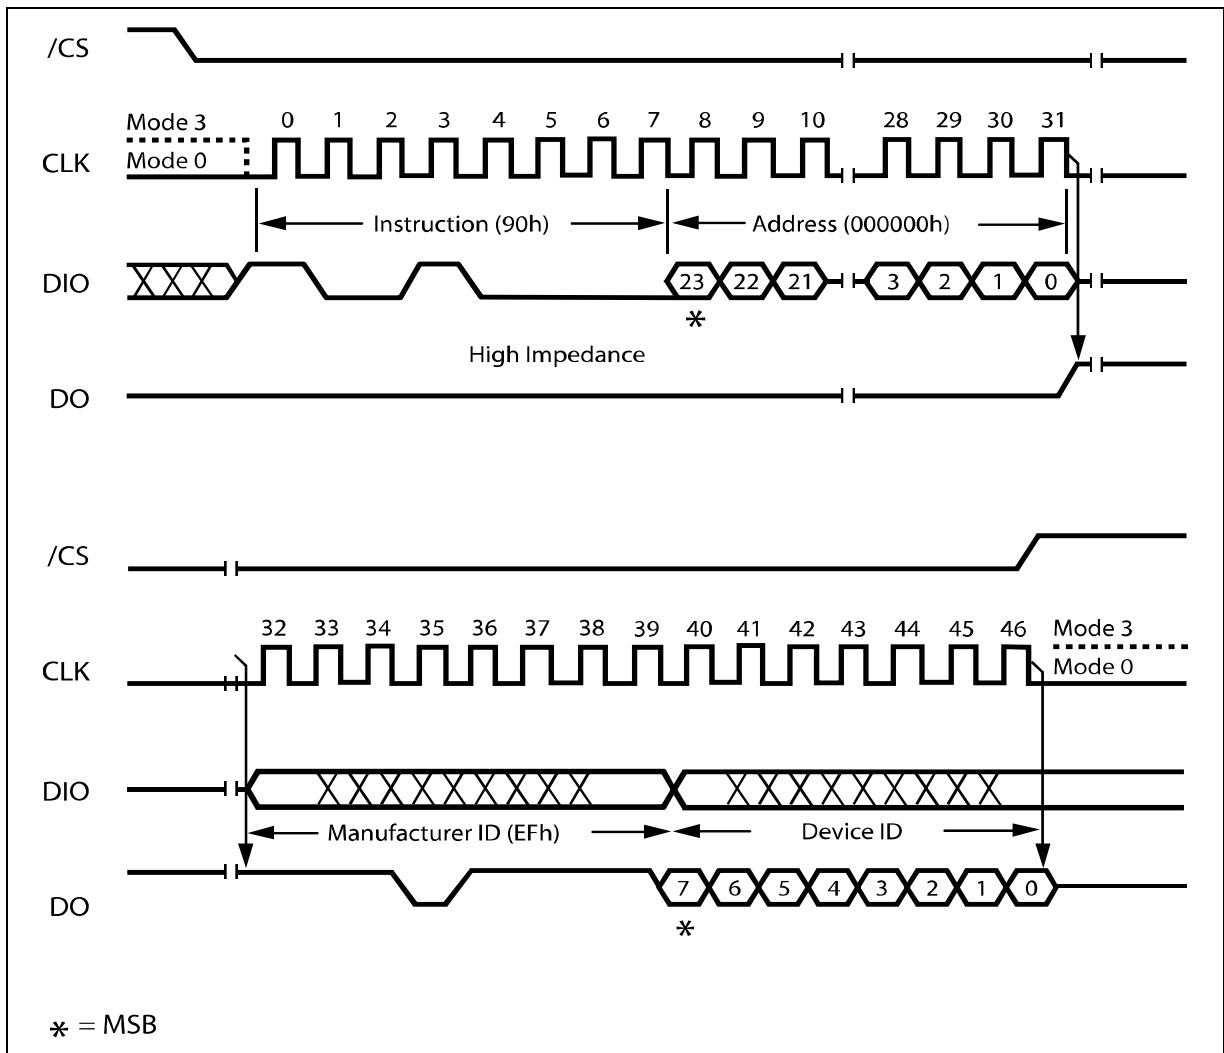 /CS
Mode 3
0 1 2 3 4 5 6 7 8 9 10 28 29 30 31
CLK
Mode 0
Instruction (90h)
Address (000000h)
DIO
23 22 21 3 2 1 0
*
High Impedance
DO
/CS
32 33 34 35 36 37 38 39 40 41 42 43 44 45 46
Mode 3
CLK
Mode 0
DIO
Manufacturer ID (EFh)
Device ID
DO
7 6 5 4 3 2 1 0
*
* = MSB